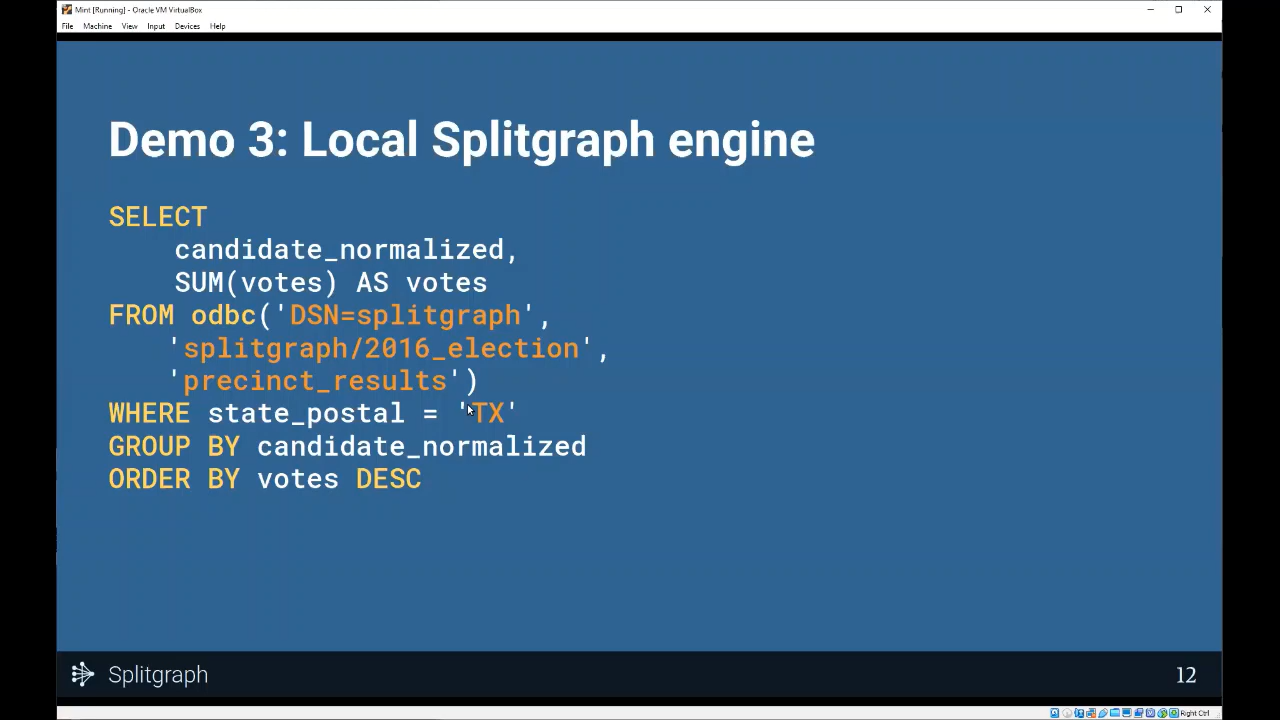 Mint [Running] - Oracle VM VirtualBox
File Machine View Input Devices Help
Demo 3: Local Splitgraph engine
SELECT
candidate_normalized,
SUM(votes) AS votes
FROM odbc('DSN=splitgraph',
'splitgraph/2016_election',
'precinct_results')
WHERE state_postal = 'TX'
GROUP BY candidate_normalized
ORDER BY votes DESC
Splitgraph
12
Right Ctrl